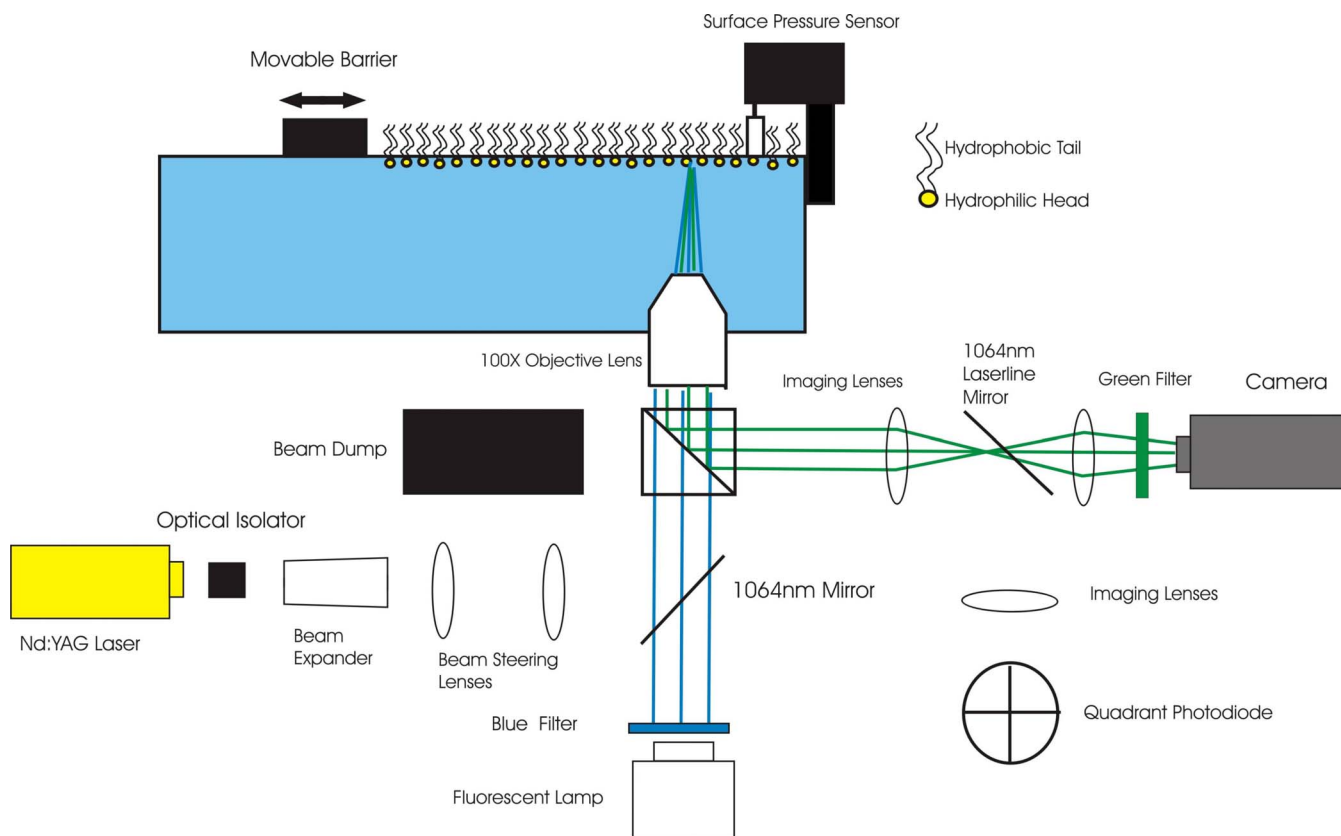 Surface Pressure Sensor
Movable Barrier
Hydrophobic Tail
Hydrophilic Head
100X Objective Lens
1064nm
Laserline
Mirror
Imaging Lenses
Green Filter
Camera
Beam Dump
Optical Isolator
1064nm Mirror
Imaging Lenses
Nd:YAG Laser
Beam
Expander
Beam Steering
Lenses
Quadrant Photodiode
Blue Filter
Fluorescent Lamp